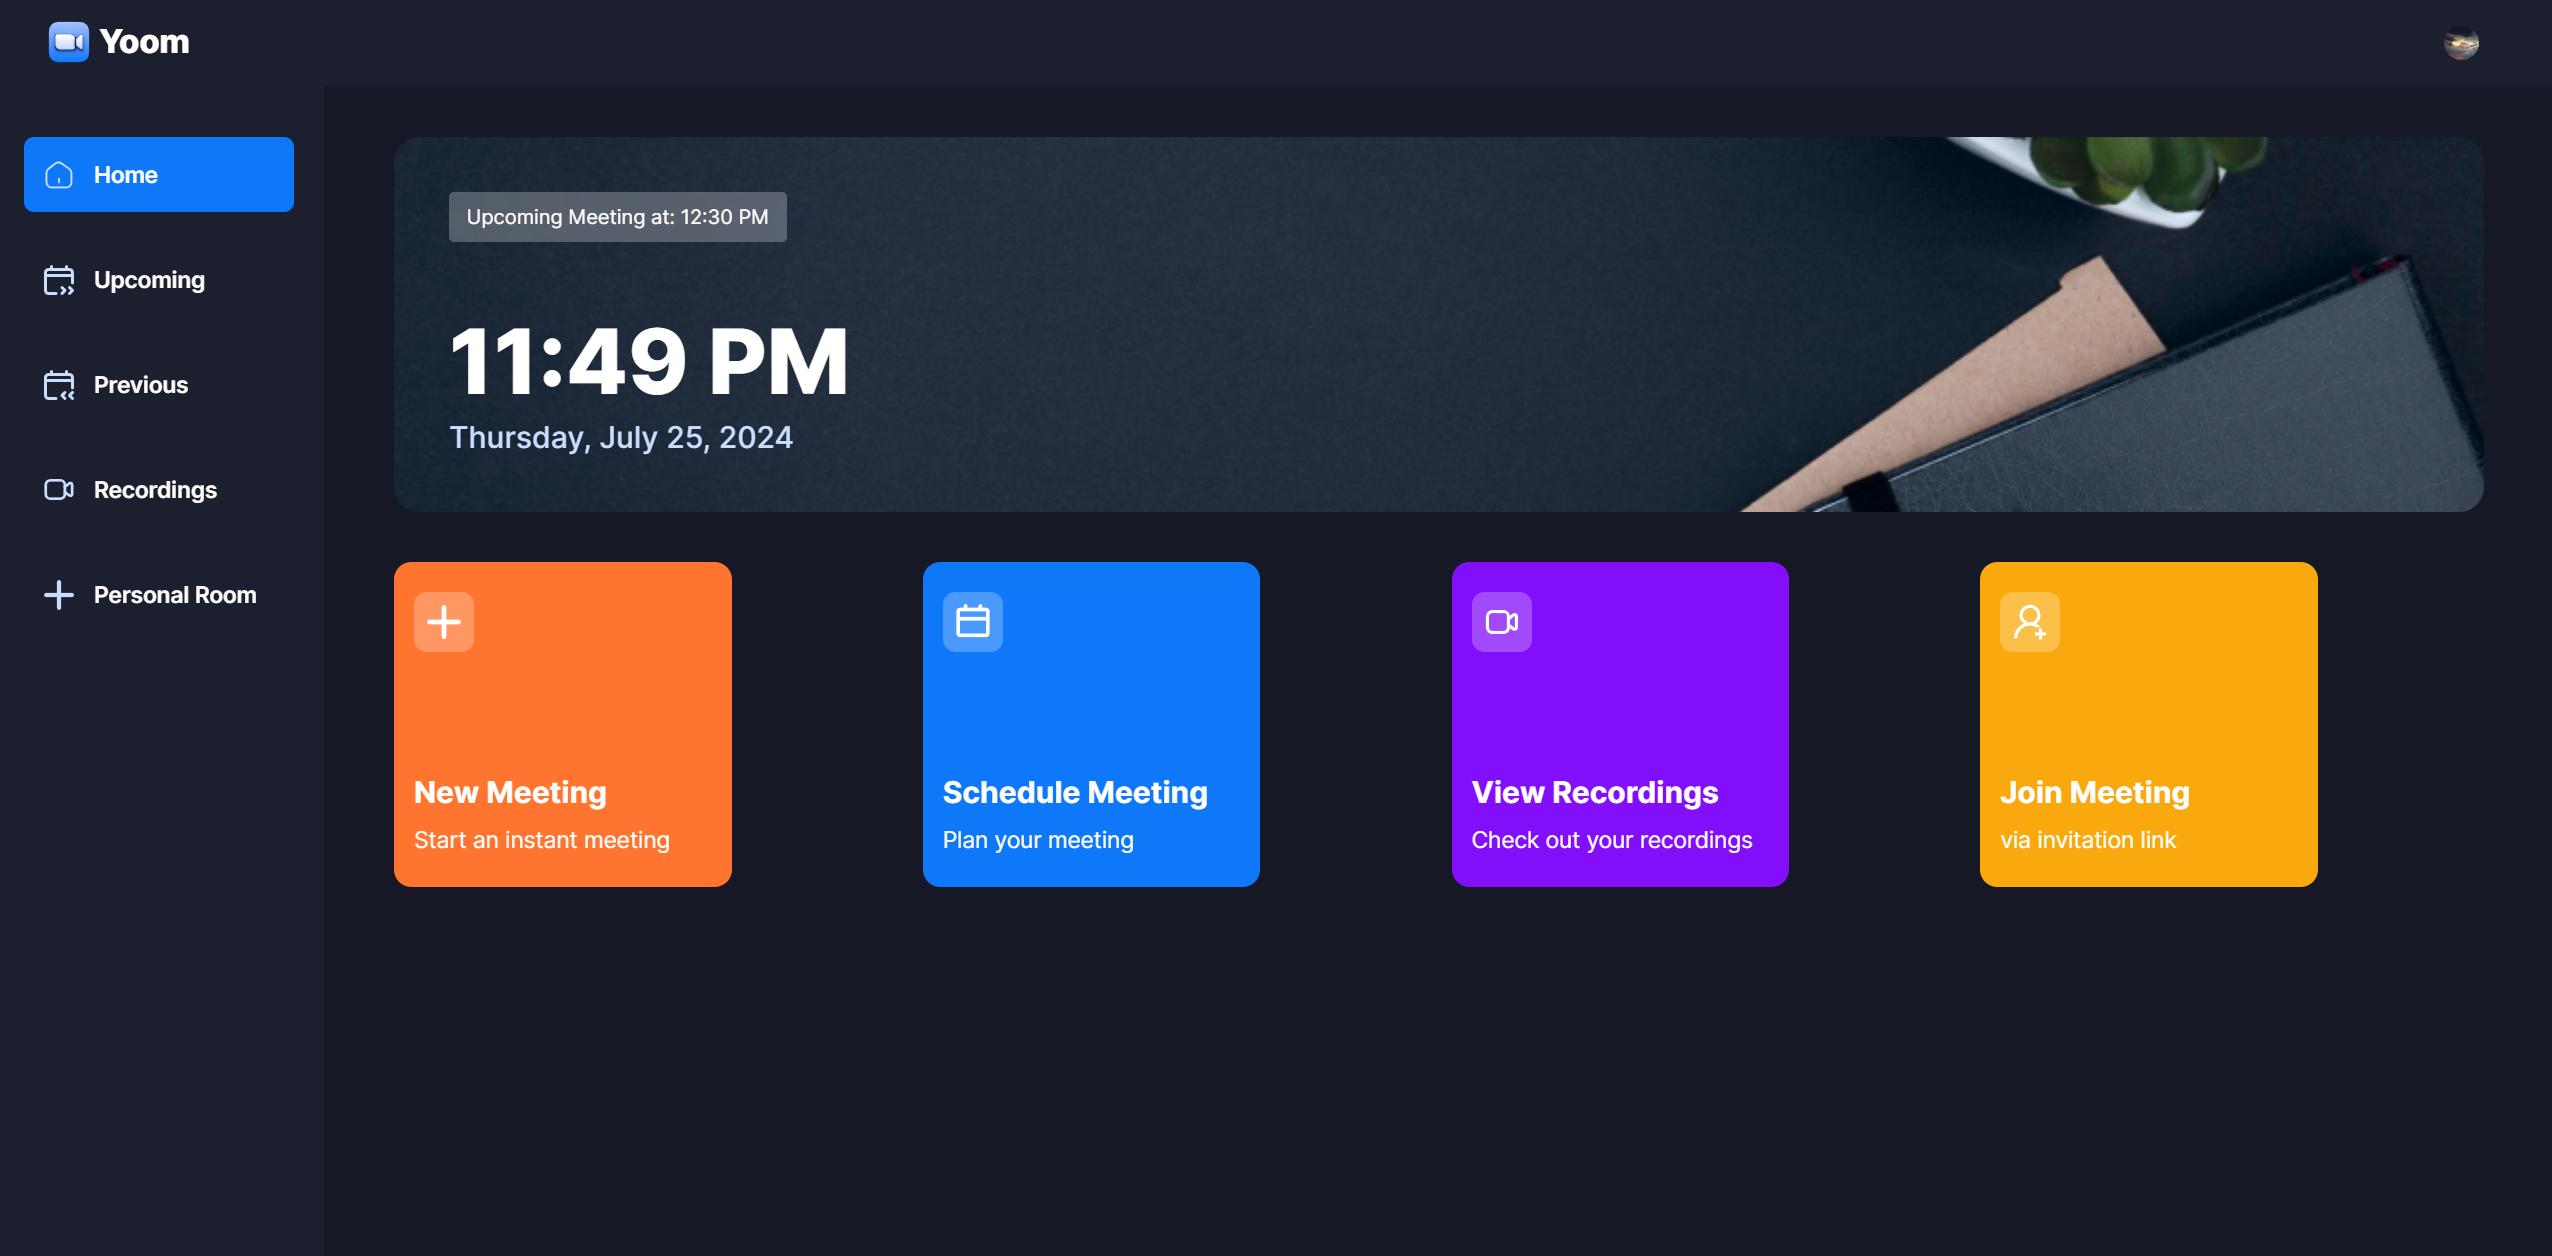 Yoom
Home
Upcoming
Previous
Recordings
Personal Room
Upcoming Meeting at: 12:30 PM
11:49 PM
Thursday, July 25, 2024
New Meeting
Start an instant meeting
Schedule Meeting
Plan your meeting
View Recordings
Check out your recordings
Join Meeting
via invitation link